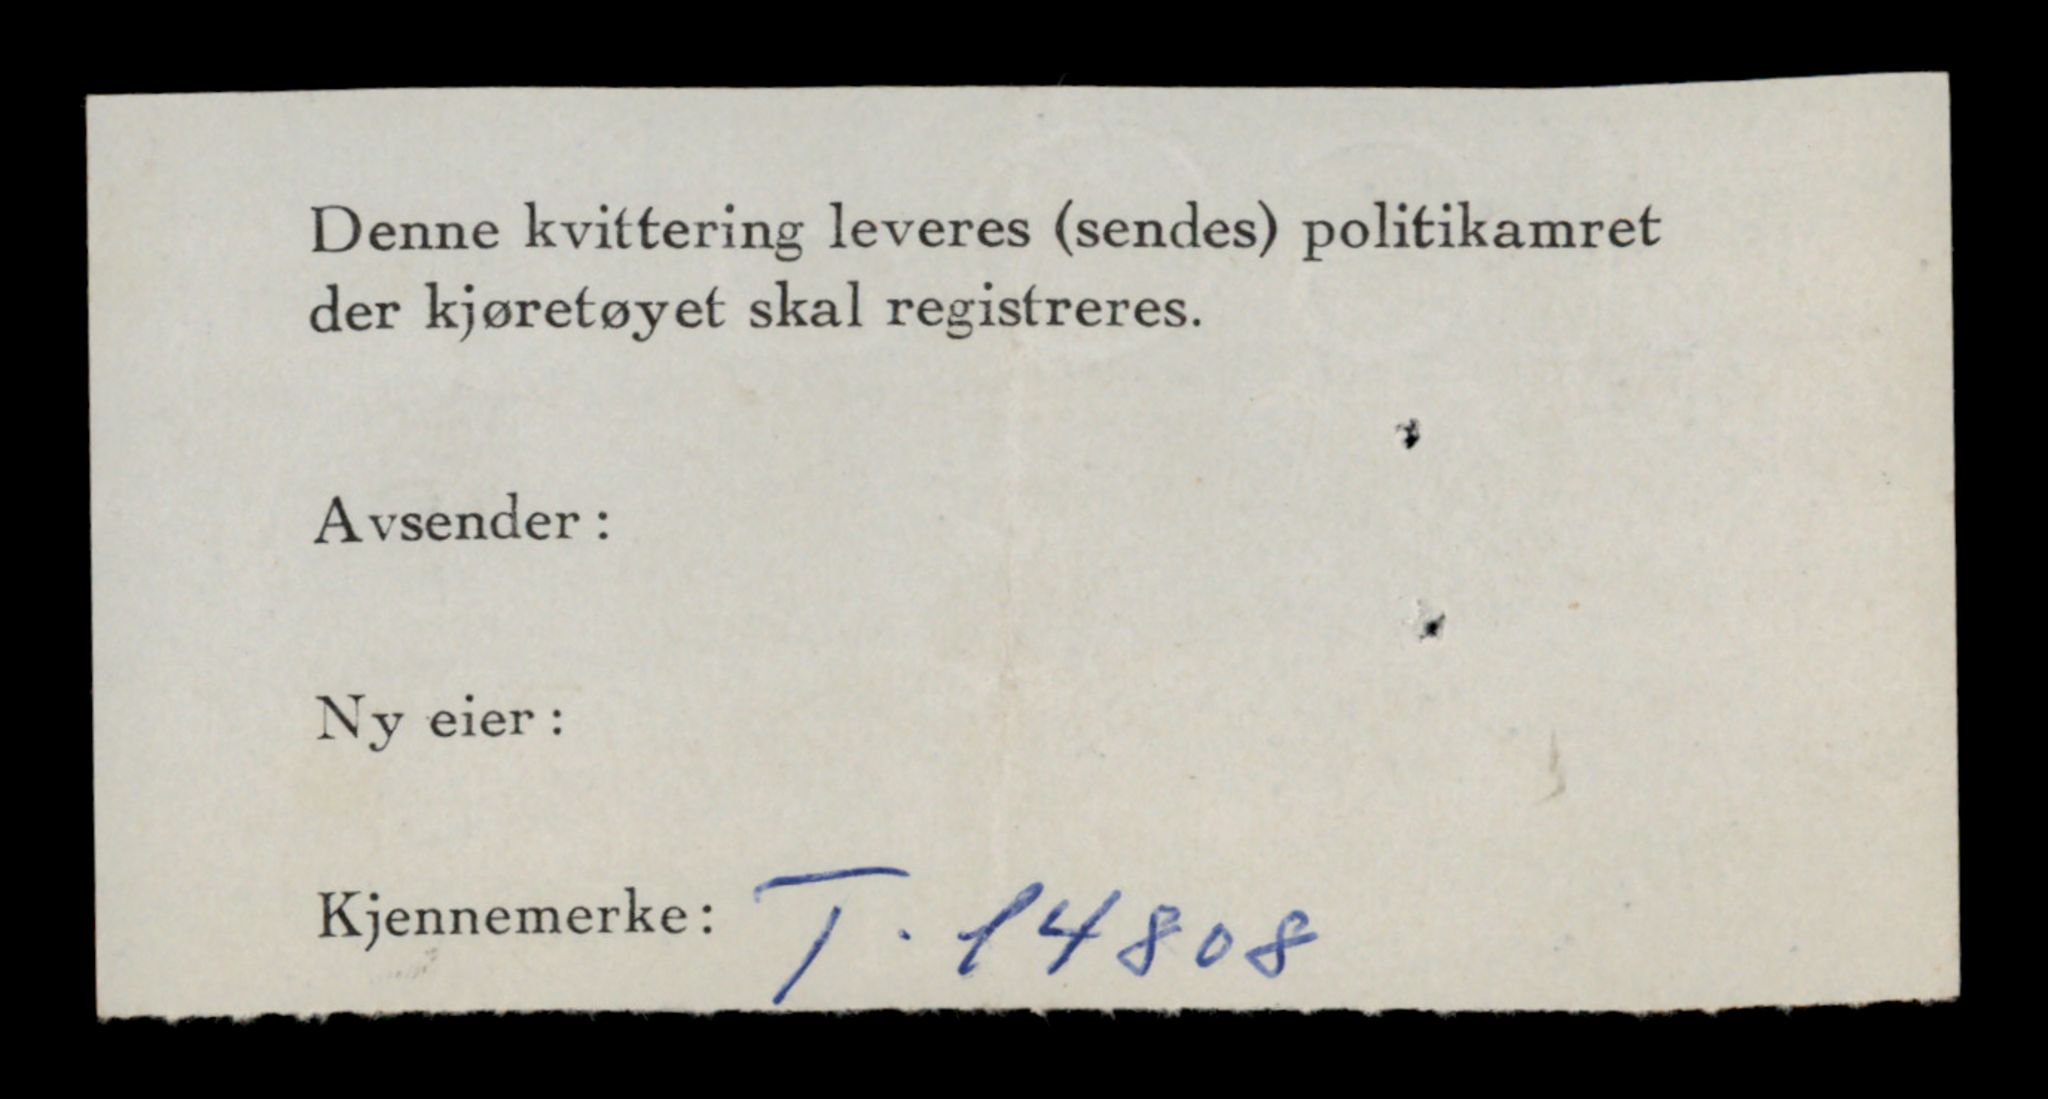 Denne kvittering leveres (sendes) politikamret
der kjøretøyet skal registreres.
Avsender:
Ny eier:
Kjennemerke: T. 14808